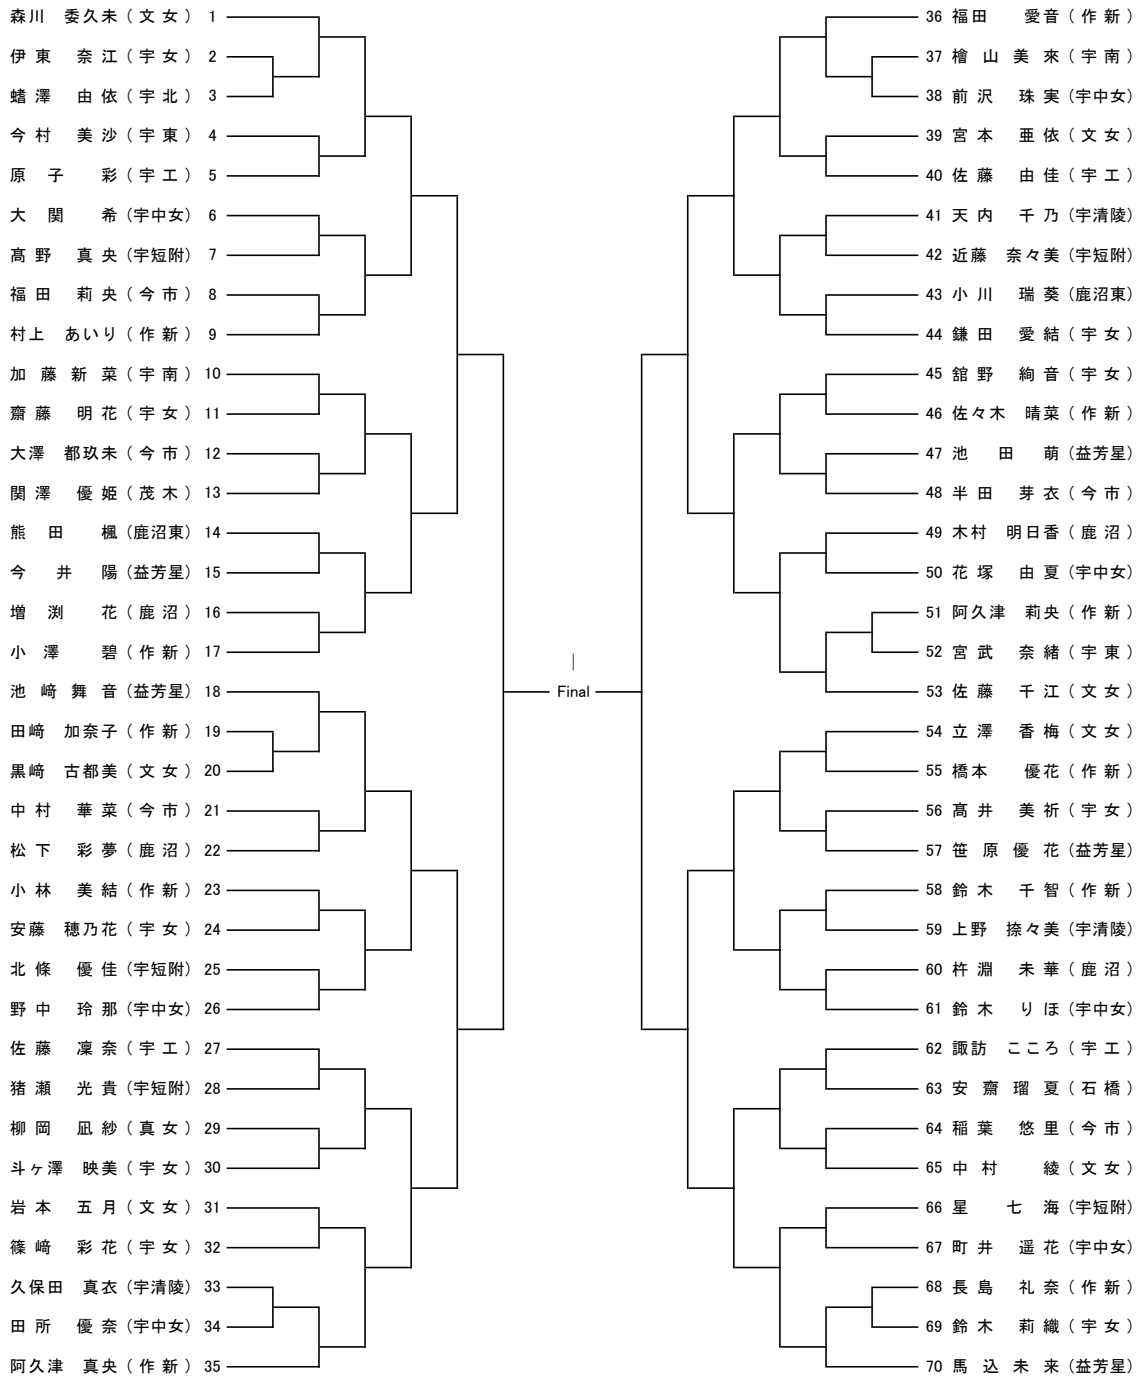 森川 委久未 (文女) 1
伊東 奈江 (宇女) 2
蟠澤 由依 (宇北) 3
今村 美沙 (宇東) 4
原子 彩 (宇工) 5
大関 希 (宇中女) 6
髙野 真央 (宇短附) 7
福田 莉央 (今市) 8
村上 あいり (作新) 9
加藤新菜 (宇南) 10
齋藤 明花 (宇女) 11
大澤 都玖未 (今市) 12
関澤 優姫 (茂木) 13
熊田 楓 (鹿沼東) 14
今井 陽 (益芳星) 15
増渕 花 (鹿沼) 16
小澤 碧 (作新) 17
池﨑舞音 (益芳星) 18
田﨑 加奈子 (作新) 19
黒﨑 古都美 (文女) 20
中村 華菜 (今市) 21
松下 彩夢 (鹿沼) 22
小林 美結 (作新) 23
安藤 穂乃花 (宇女) 24
北條 優佳 (宇短附) 25
野中 玲那 (宇中女) 26
佐藤 凜奈 (宇工) 27
猪瀬 光貴 (宇短附) 28
柳岡 凪紗 (真女) 29
斗ヶ澤 映美 (宇女) 30
岩本 五月 (文女) 31
篠﨑 彩花 (宇女) 32
久保田 真衣 (宇清陵) 33
田所 優奈 (宇中女) 34
阿久津 真央 (作新) 35
Final
36 福田 愛音 (作新)
37 檜山美來 (宇南)
38 前沢 珠実 (宇中女)
39 宮本 亜依 (文女)
40 佐藤 由佳 (宇工)
41 天内 千乃 (宇清陵)
42 近藤 奈々美 (宇短附)
43 小川 瑞葵 (鹿沼東)
44 鎌田 愛結 (宇女)
45 舘野 絢音 (宇女)
46 佐々木 晴菜 (作新)
47 池田 萌 (益芳星)
48 半田 芽衣 (今市)
49 木村 明日香 (鹿沼)
50 花塚 由夏 (宇中女)
51 阿久津 莉央 (作新)
52 宮武 奈緒 (宇東)
53 佐藤 千江 (文女)
54 立澤 香梅 (文女)
55 橋本 優花 (作新)
56 髙井 美祈 (宇女)
57 笹原優花 (益芳星)
58 鈴木 千智 (作新)
59 上野 捺々美 (宇清陵)
60 杵淵 未華 (鹿沼)
61 鈴木 りほ (宇中女)
62 諏訪 こころ (宇工)
63 安齋瑠夏 (石橋)
64 稲葉 悠里 (今市)
65 中村 綾 (文女)
66 星 七海 (宇短附)
67 町井 遥花 (宇中女)
68 長島 礼奈 (作新)
69 鈴木 莉織 (宇女)
70 馬込未来 (益芳星)